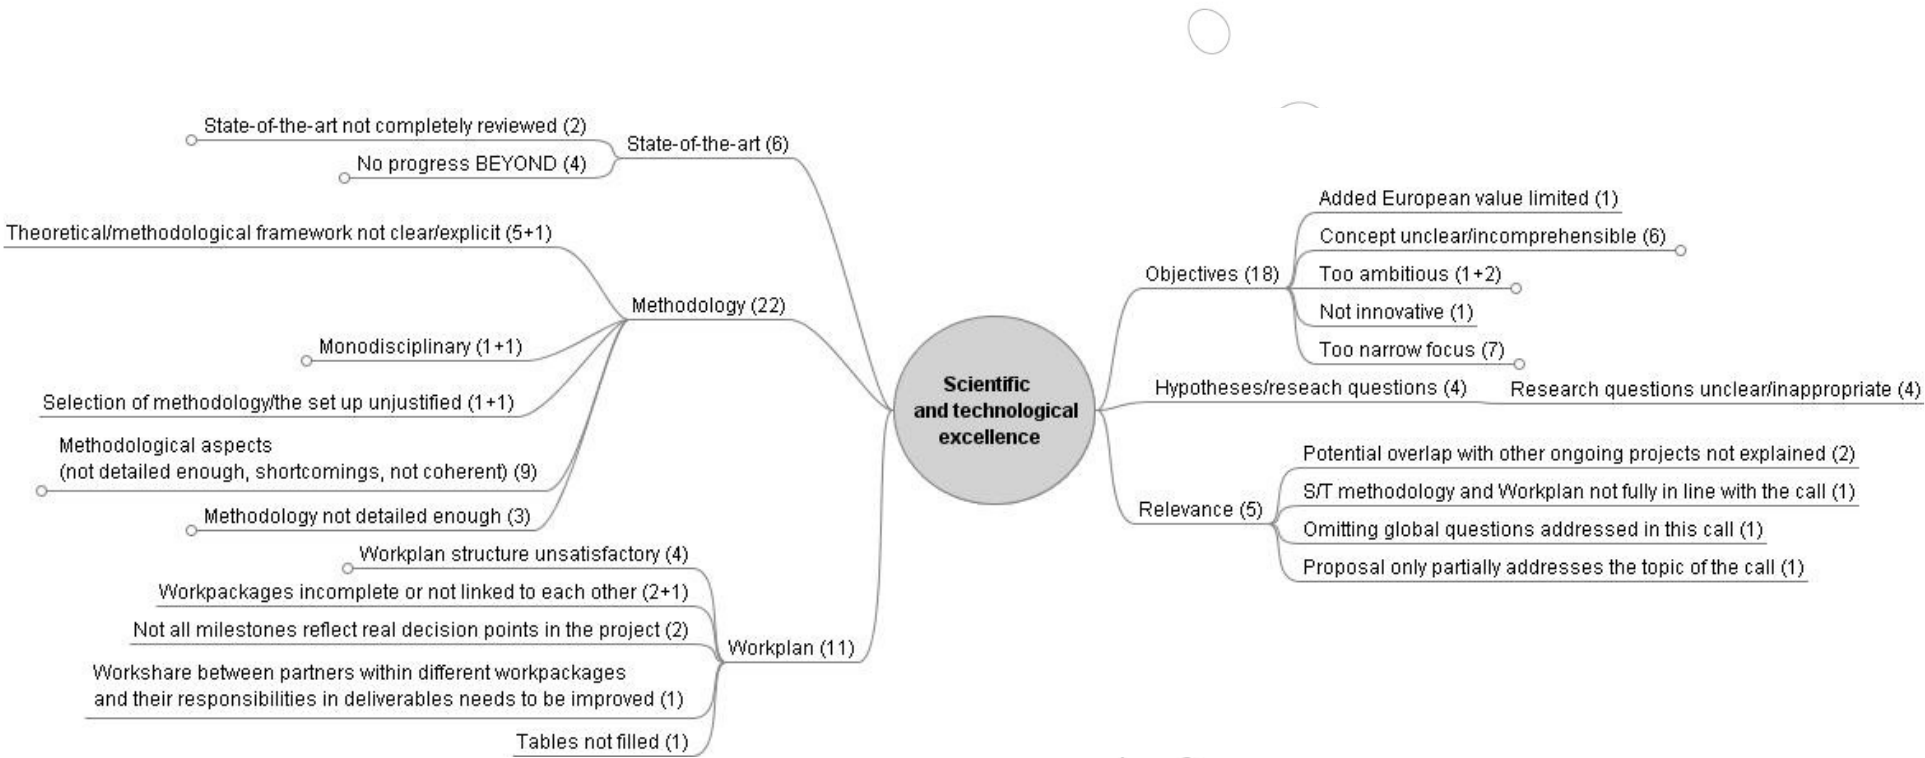 State-of-the-art not completely reviewed (2)
No progress BEYOND (4)
State-of-the-art (6)
Theoretical/methodological framework not clear/explicit (5+1)
Monodisciplinary (1+1)
Selection of methodology/the set up unjustified (1+1)
Methodological aspects
(not detailed enough, shortcomings, not coherent) (9)
Methodology not detailed enough (3)
Methodology (22)
Workplan structure unsatisfactory (4)
Workpackages incomplete or not linked to each other (2+1)
Not all milestones reflect real decision points in the project (2)
Workshare between partners within different workpackages
and their responsibilities in deliverables needs to be improved (1)
Tables not filled (1)
Workplan (11)
Scientific
and technological
excellence
Objectives (18)
Added European value limited (1)
Concept unclear/incomprehensible (6)
Too ambitious (1+2)
Not innovative (1)
Too narrow focus (7)
Hypotheses/reseach questions (4)
Research questions unclear/inappropriate (4)
Relevance (5)
Potential overlap with other ongoing projects not explained (2)
S/T methodology and Workplan not fully in line with the call (1)
Omitting global questions addressed in this call (1)
Proposal only partially addresses the topic of the call (1)